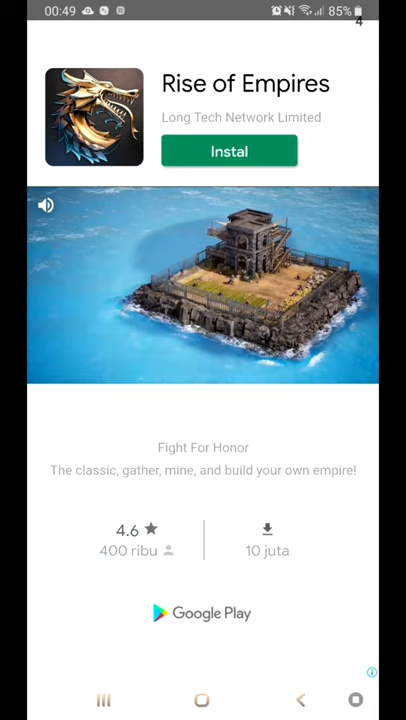 00:49
85%
4
Rise of Empires
Long Tech Network Limited
Instal
Fight For Honor
The classic, gather, mine, and build your own empire!
4.6
400 ribu
10 juta
Google Play